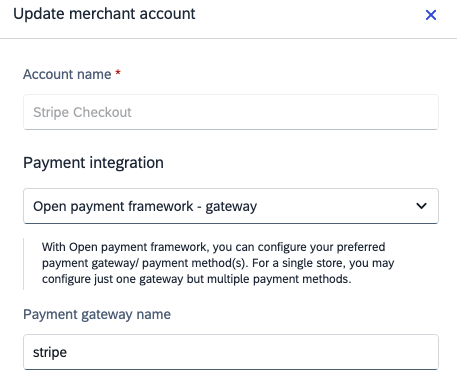 Update merchant account
Account name *
Stripe Checkout
Payment integration
Open payment framework - gateway
With Open payment framework, you can configure your preferred
payment gateway/ payment method(s). For a single store, you may
configure just one gateway but multiple payment methods.
Payment gateway name
stripe